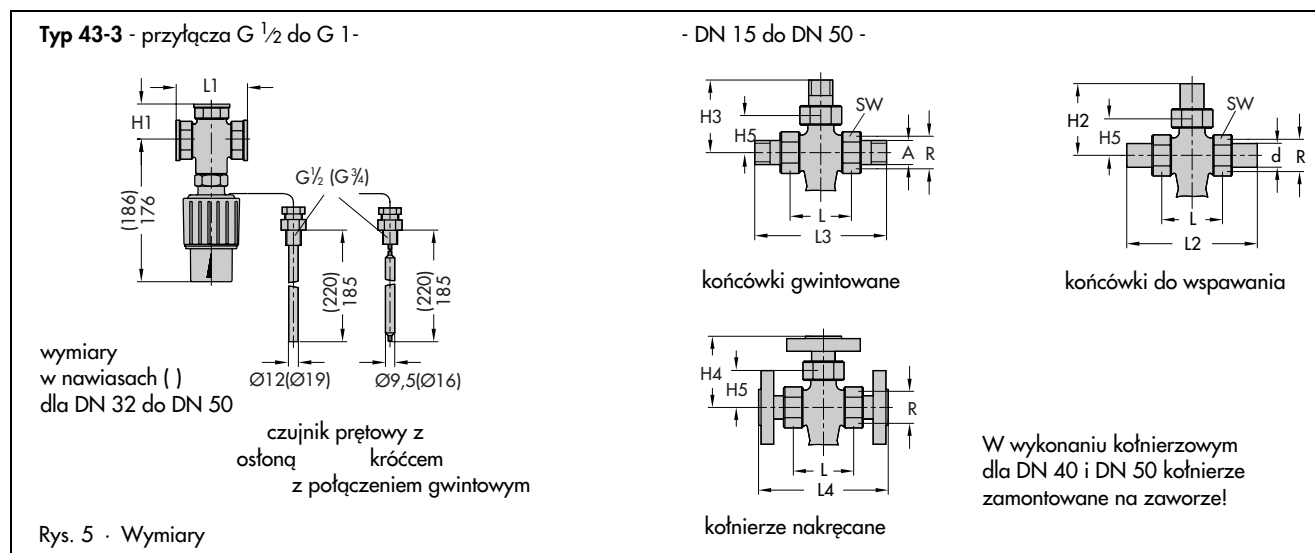 Typ 43-3 - przyłącza G 1/2 do G 1-
L1
H1
(186)
176
G1/2 (G3/4)
(220)
185
(220)
185
Ø12(Ø19)
Ø9,5(Ø16)
wymiary
w nawiasach ( )
dla DN 32 do DN 50
czujnik prętowy z
osłoną króćcem
z połączeniem gwintowym
- DN 15 do DN 50 -
H3
H5
SW
A
R
L
L3
końcówki gwintowane
H2
H5
SW
d
R
L
L2
końcówki do wspawania
H4
H5
R
L
L4
kołnierze nakręcane
W wykonaniu kołnierzowym
dla DN 40 i DN 50 kołnierze
zamontowane na zaworze!
Rys. 5 · Wymiary